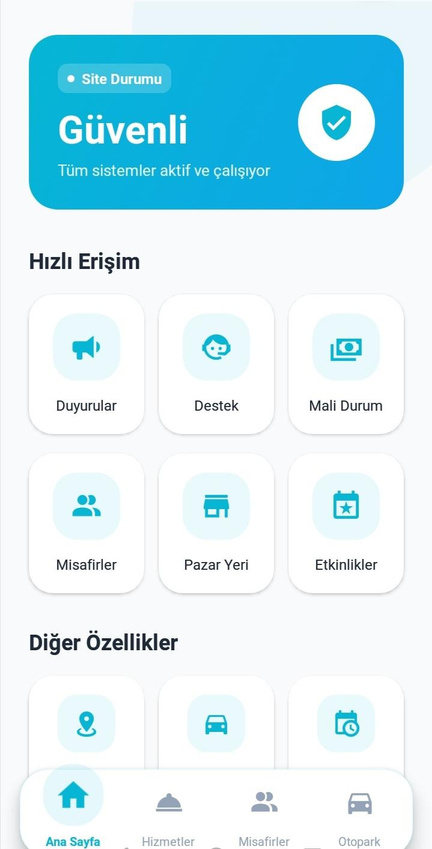 Site Durumu
Güvenli
Tüm sistemler aktif ve çalışıyor
Hızlı Erişim
Duyurular
Destek
Mali Durum
Misafirler
Pazar Yeri
Etkinlikler
Diğer Özellikler
Ana Sayfa
Hizmetler
Misafirler
Otopark